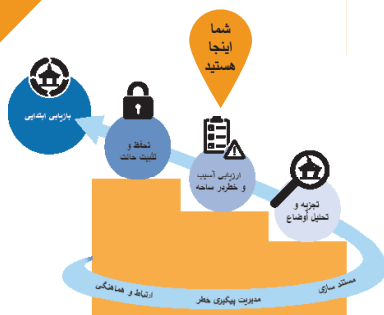 شما
اینجا
هستید
بازیابی ابتدایی
تحفظ و
تثبیت حالت
ارزیابی آسیب
و خطردر ساحه
تجزیه و
تحلیل اوضاع
مستند سازی
مدیریت پیگیری خطر
ارتباط و هماهنگی